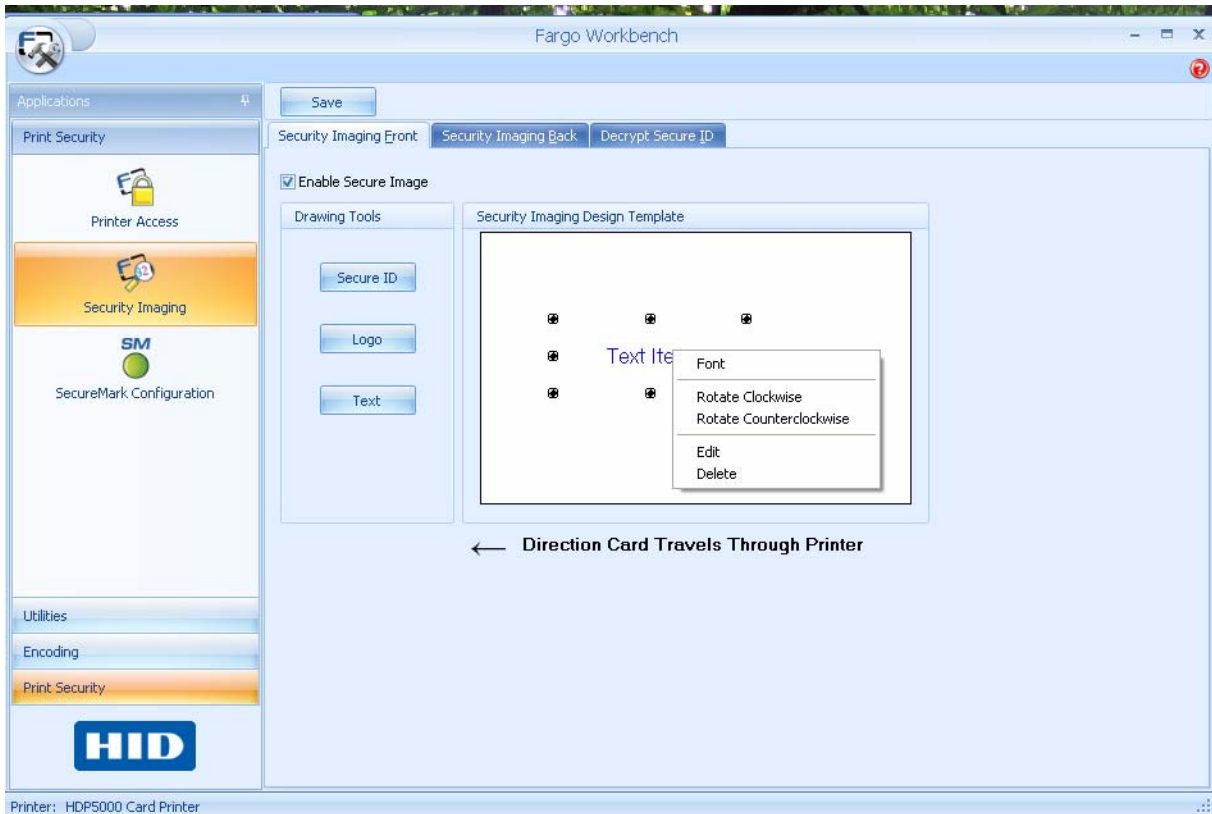 Fargo Workbench
Applications
Print Security
Printer Access
Security Imaging
SM
SecureMark Configuration
Utilities
Encoding
Print Security
HID
Save
Security Imaging Front
Security Imaging Back
Decrypt Secure ID
Enable Secure Image
Drawing Tools
Secure ID
Logo
Text
Security Imaging Design Template
Text Ite
Font
Rotate Clockwise
Rotate Counterclockwise
Edit
Delete
← Direction Card Travels Through Printer
Printer: HDP5000 Card Printer